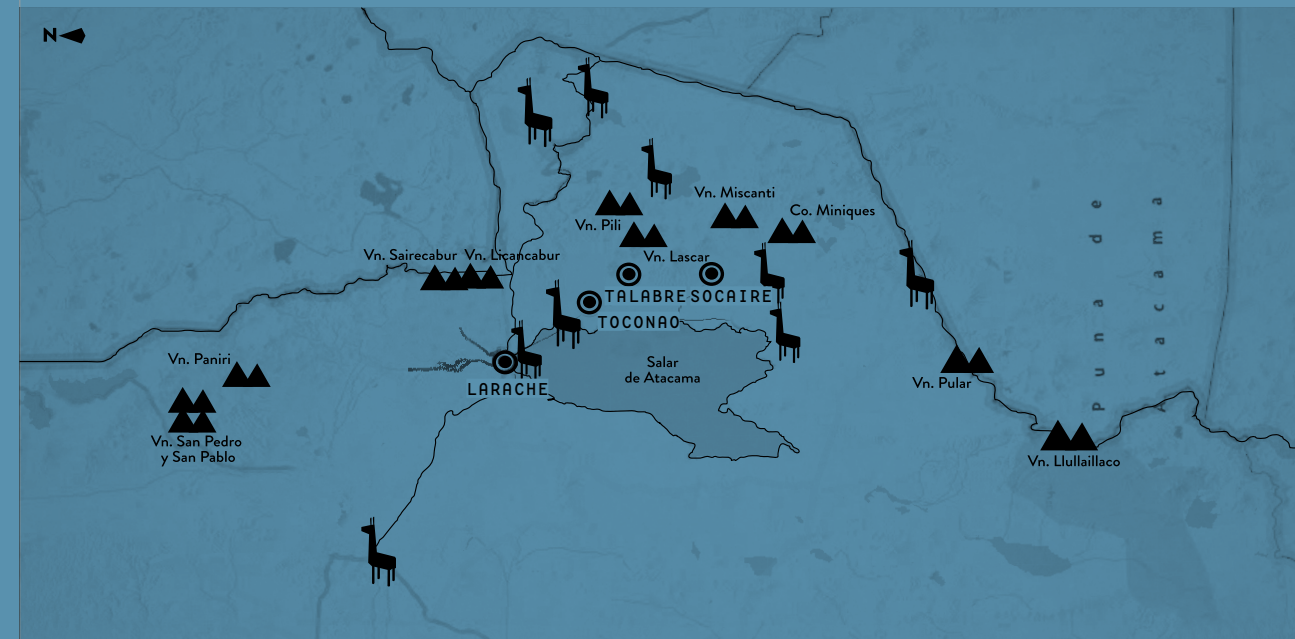 N
Vn. Miscanti
Co. Miniques
Vn. Pili
Vn. Sairecabur
Vn. Licancabur
Vn. Lascar
TALABRE
SOCAIRE
TOCONAO
Vn. Paniri
Salar
de Atacama
LARACHE
Vn. Pular
Vn. San Pedro
y San Pablo
Vn. Llullaillaco
Puna de
Atacama